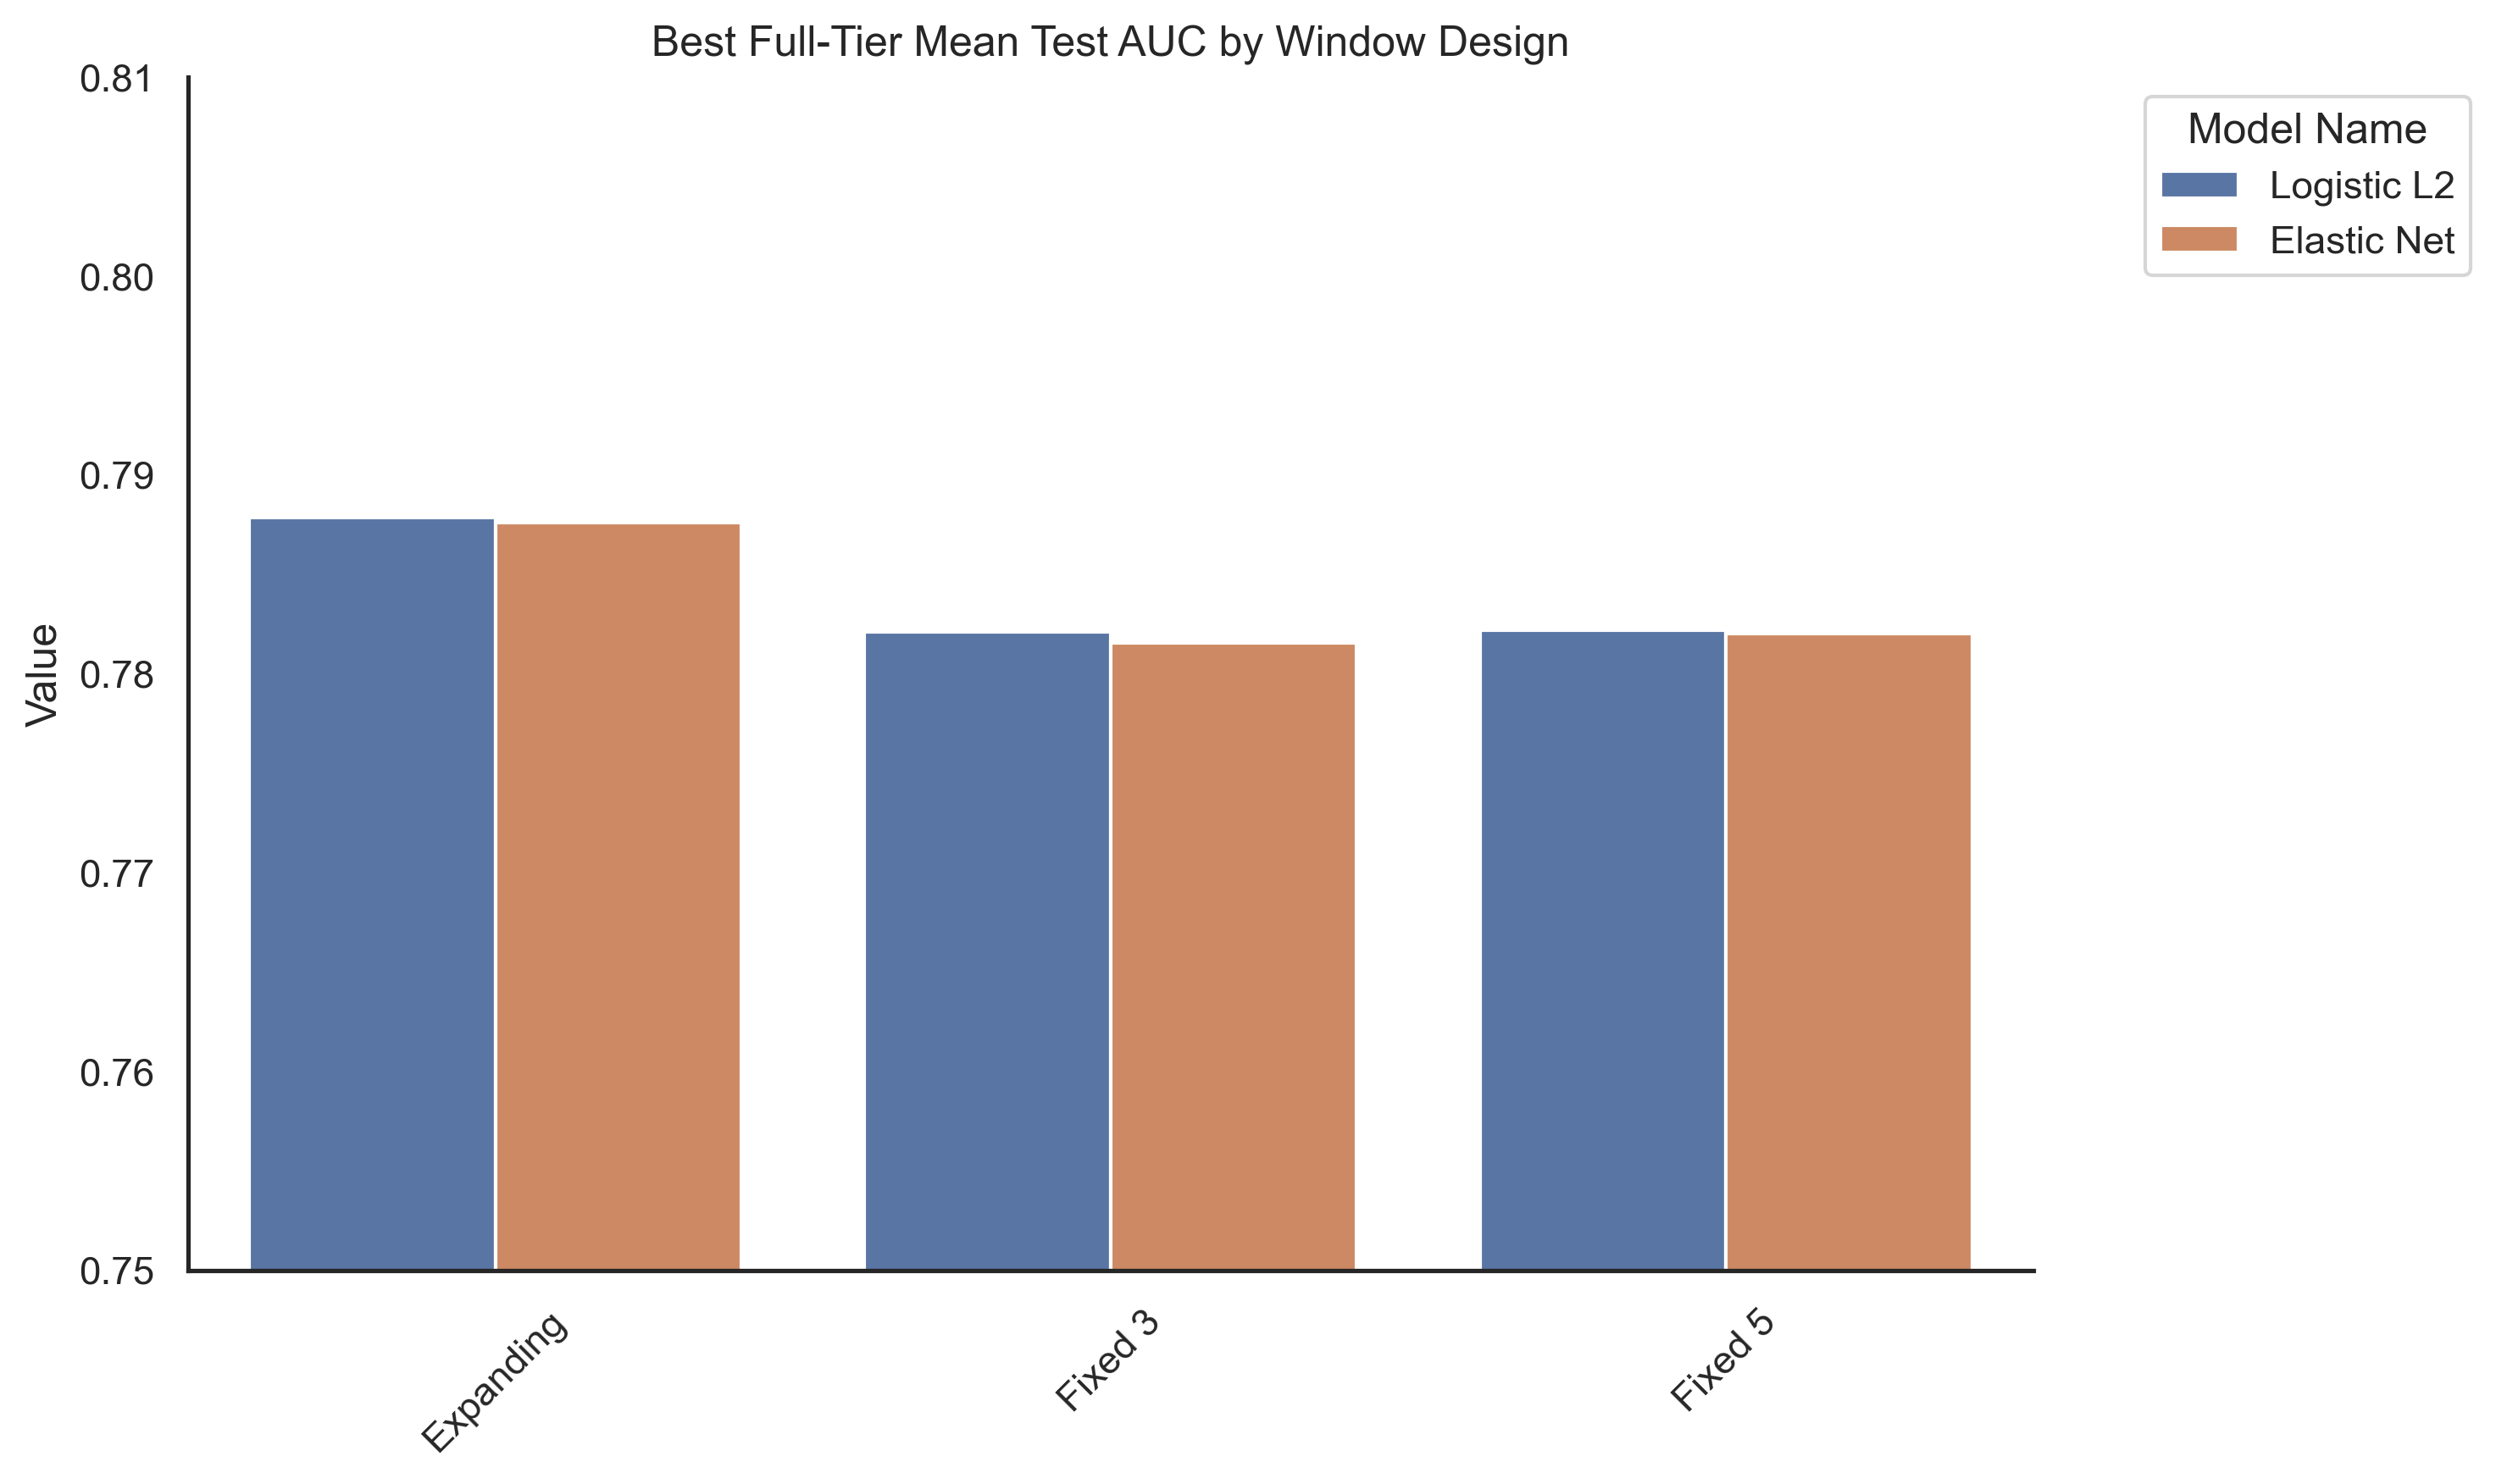 Best Full-Tier Mean Test AUC by Window Design
0.81
0.80
0.79
0.78
0.77
0.76
0.75
Value
Expanding
Fixed 3
Fixed 5
Model Name
Logistic L2
Elastic Net